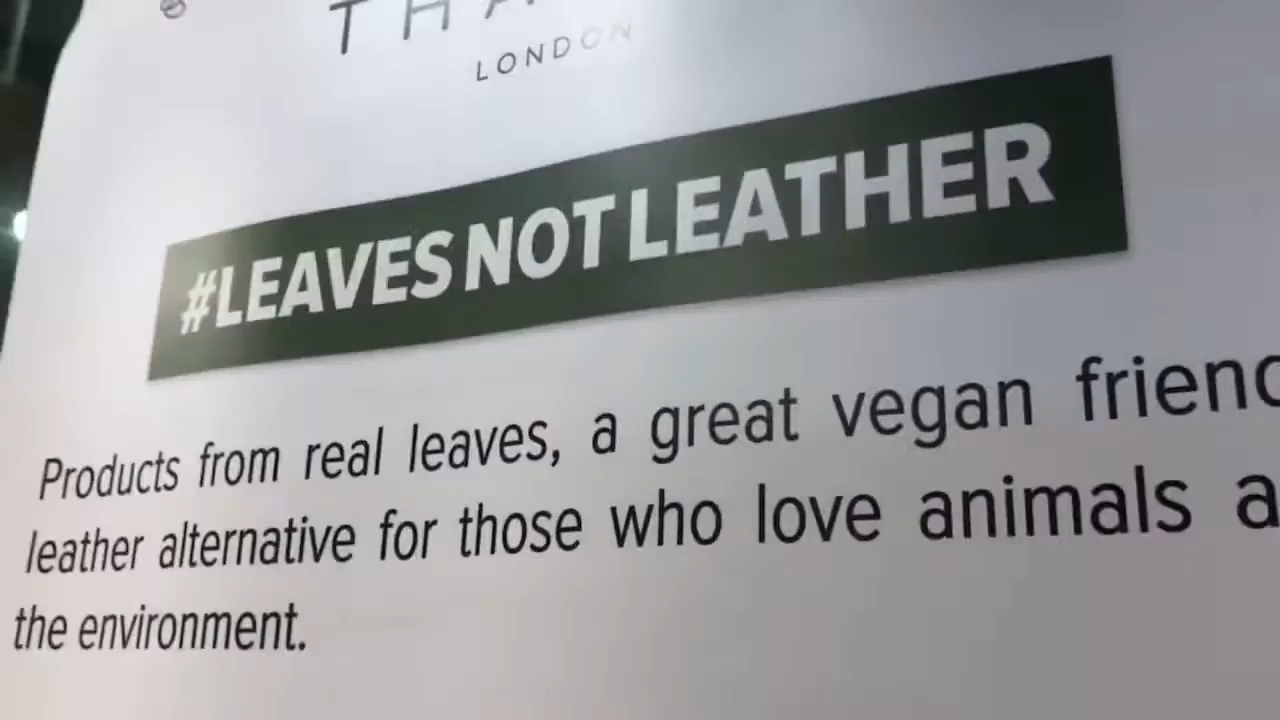 LONDON
#LEAVESNOTLEATHER
Products from real leaves, a great vegan
leather alternative for those who love animals
the environment.